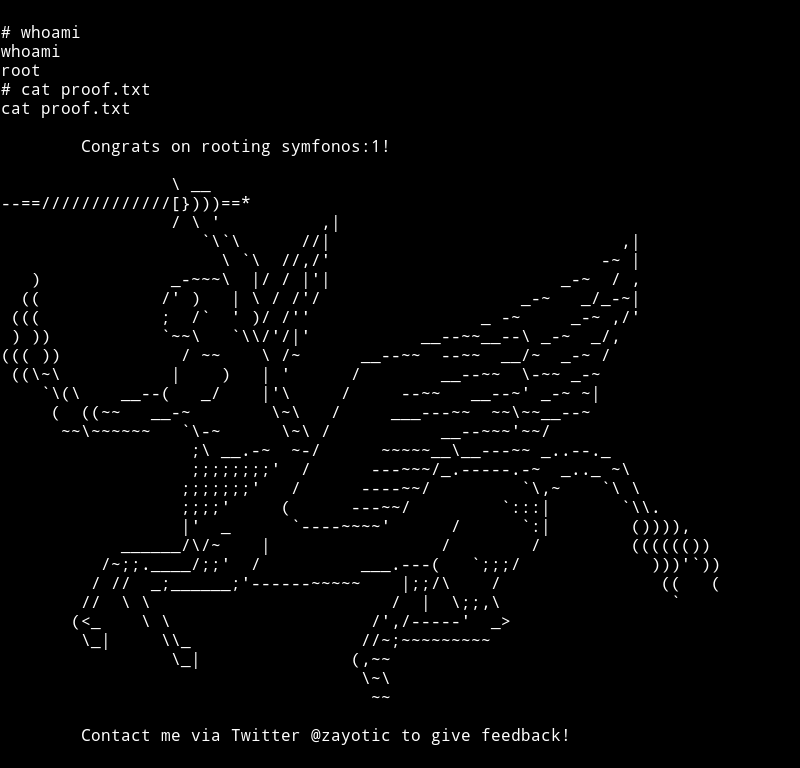 # whoami
whoami
root
# cat proof.txt
cat proof.txt
Congrats on rooting symfonos:1!
Contact me via Twitter @zayotic to give feedback!